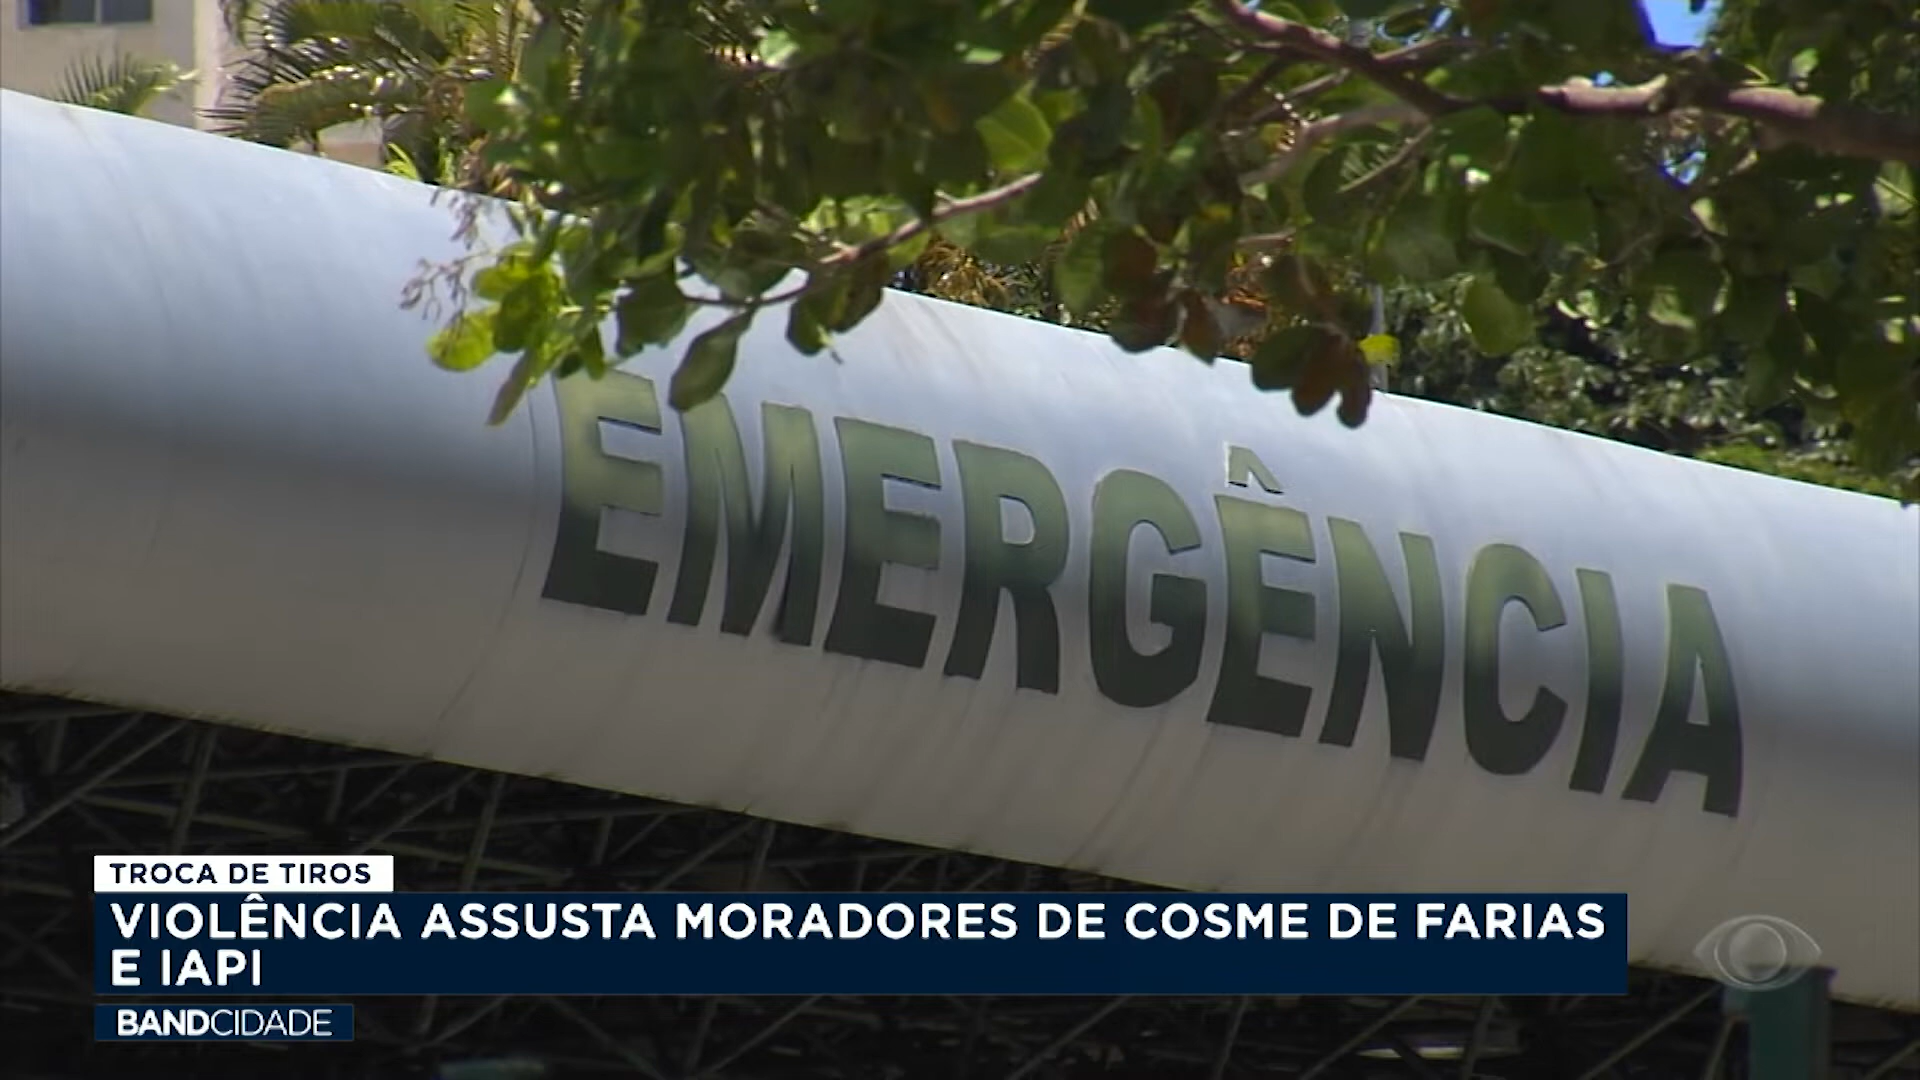 EMERGÊNCIA
TROCA DE TIROS
VIOLÊNCIA ASSUSTA MORADORES DE COSME DE FARIAS
E IAPI
BANDCIDADE